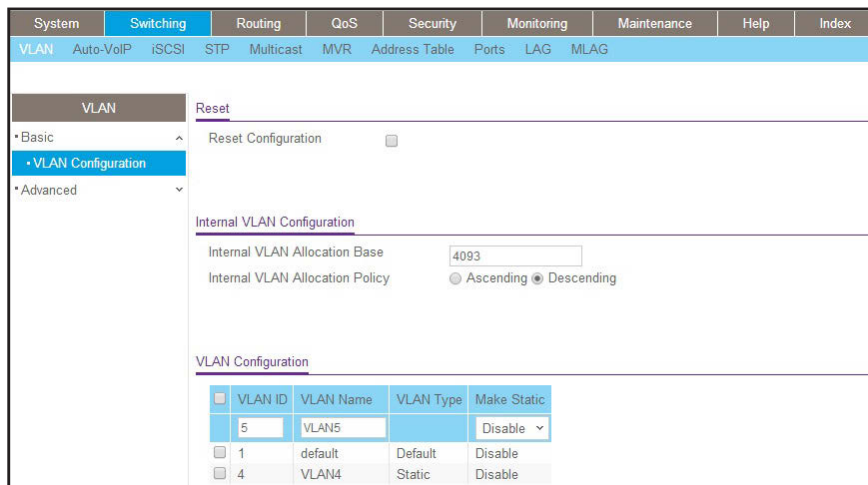 System Switching Routing QoS Security Monitoring Maintenance Help Index
VLAN Auto-VoIP iSCSI STP Multicast MVR Address Table Ports LAG MLAG
VLAN
Basic
VLAN Configuration
Advanced
Reset
Reset Configuration
Internal VLAN Configuration
Internal VLAN Allocation Base 4093
Internal VLAN Allocation Policy Ascending Descending
VLAN Configuration
VLAN ID VLAN Name VLAN Type Make Static
5 VLAN5 Disable
1 default Default Disable
4 VLAN4 Static Disable